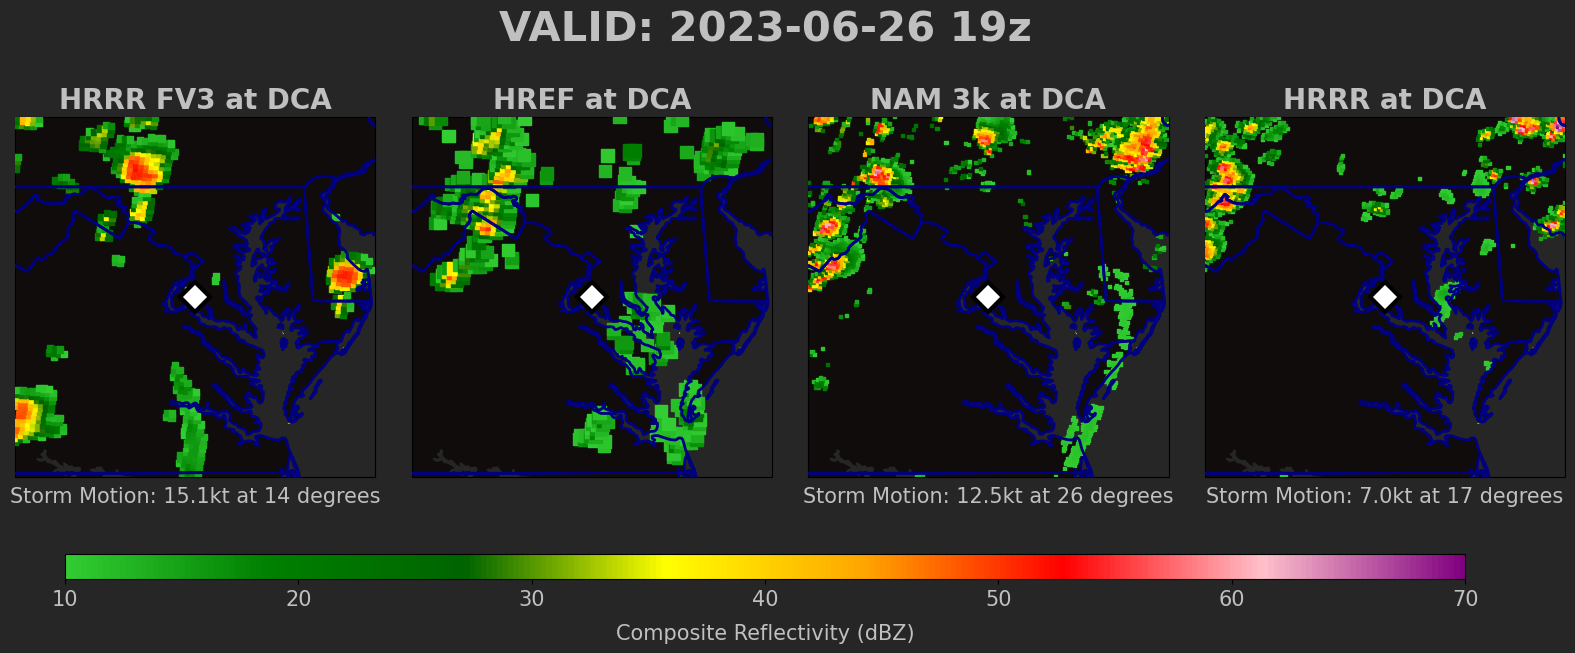 VALID: 2023-06-26 19z
HRRR FV3 at DCA
HREF at DCA
NAM 3k at DCA
HRRR at DCA
Storm Motion: 15.1kt at 14 degrees
Storm Motion: 12.5kt at 26 degrees
Storm Motion: 7.0kt at 17 degrees
10 20 30 40 50 60 70
Composite Reflectivity (dBZ)